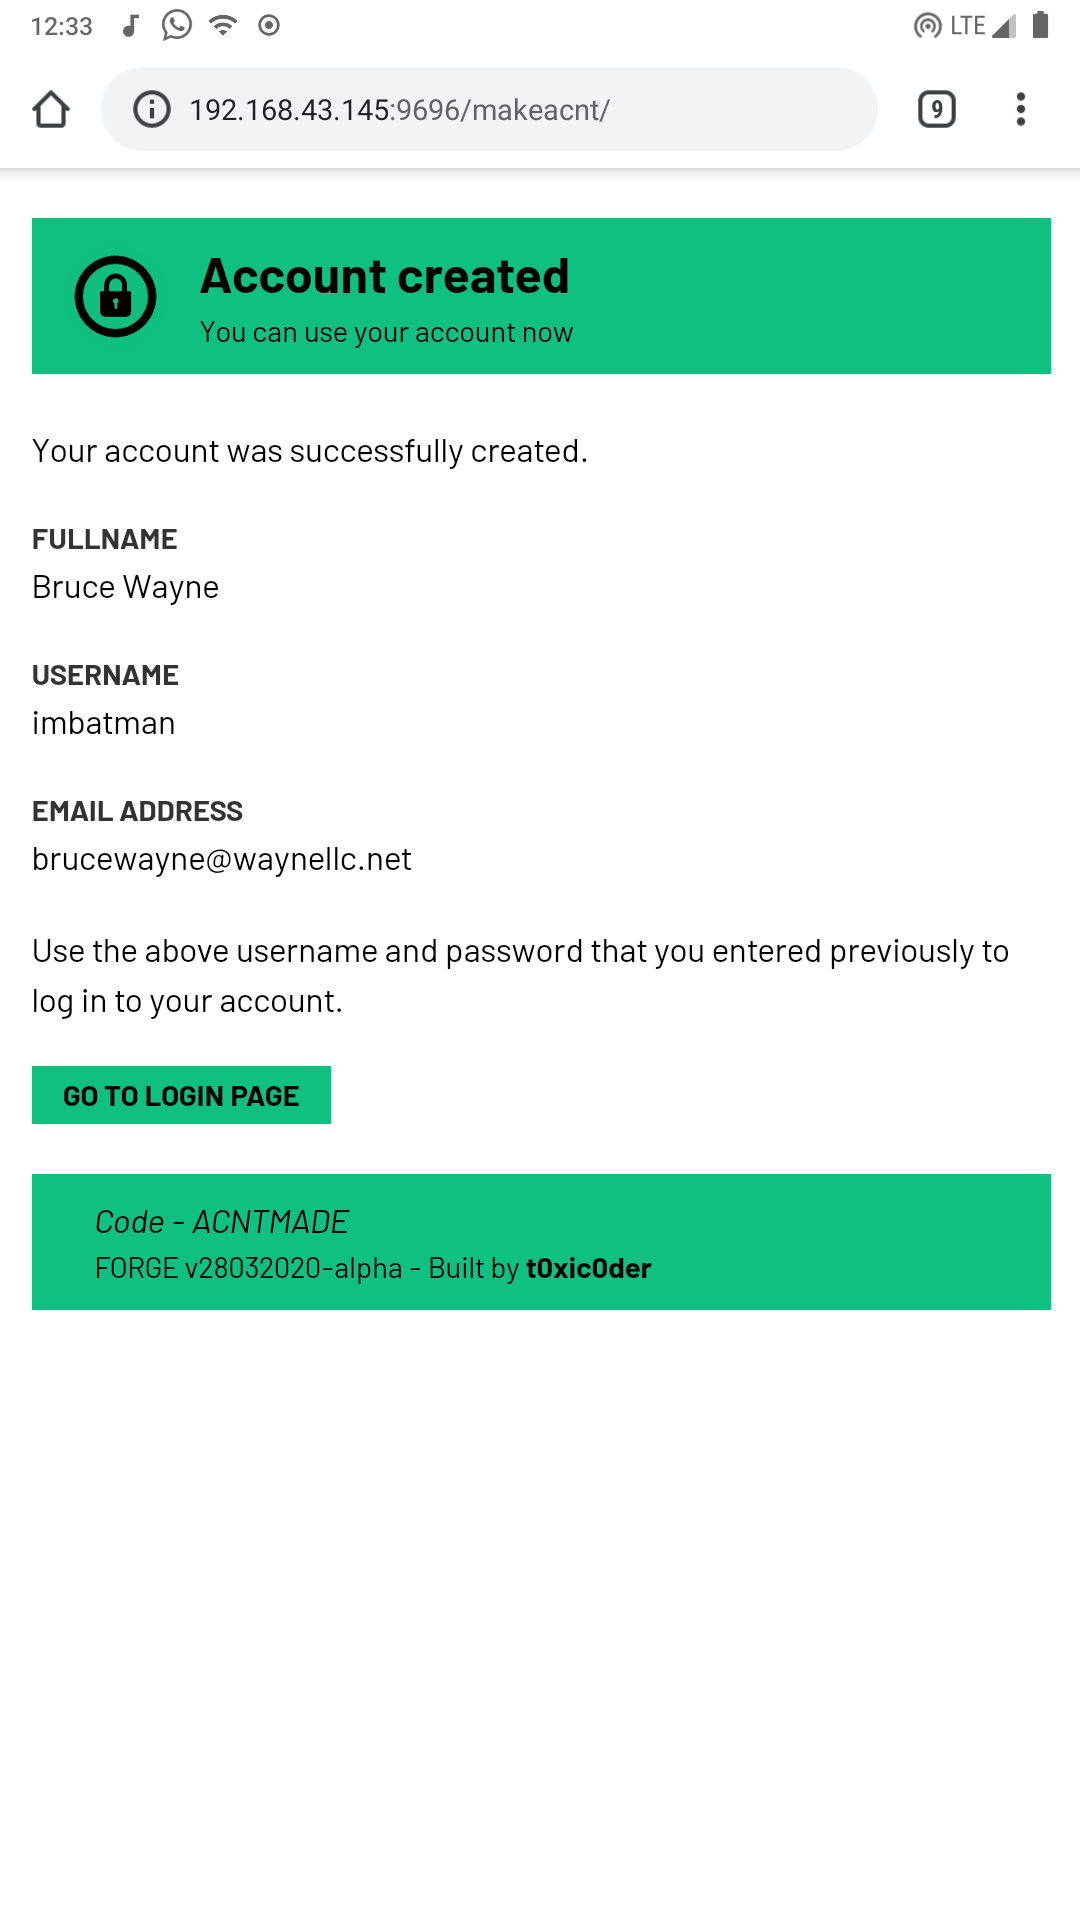 12:33
LTE
192.168.43.145:9696/makeacnt/
9
Account created
You can use your account now
Your account was successfully created.
FULLNAME
Bruce Wayne
USERNAME
imbatman
EMAIL ADDRESS
brucewayne@waynellc.net
Use the above username and password that you entered previously to
log in to your account.
GO TO LOGIN PAGE
Code - ACNTMADE
FORGE v28032020-alpha - Built by t0xic0der